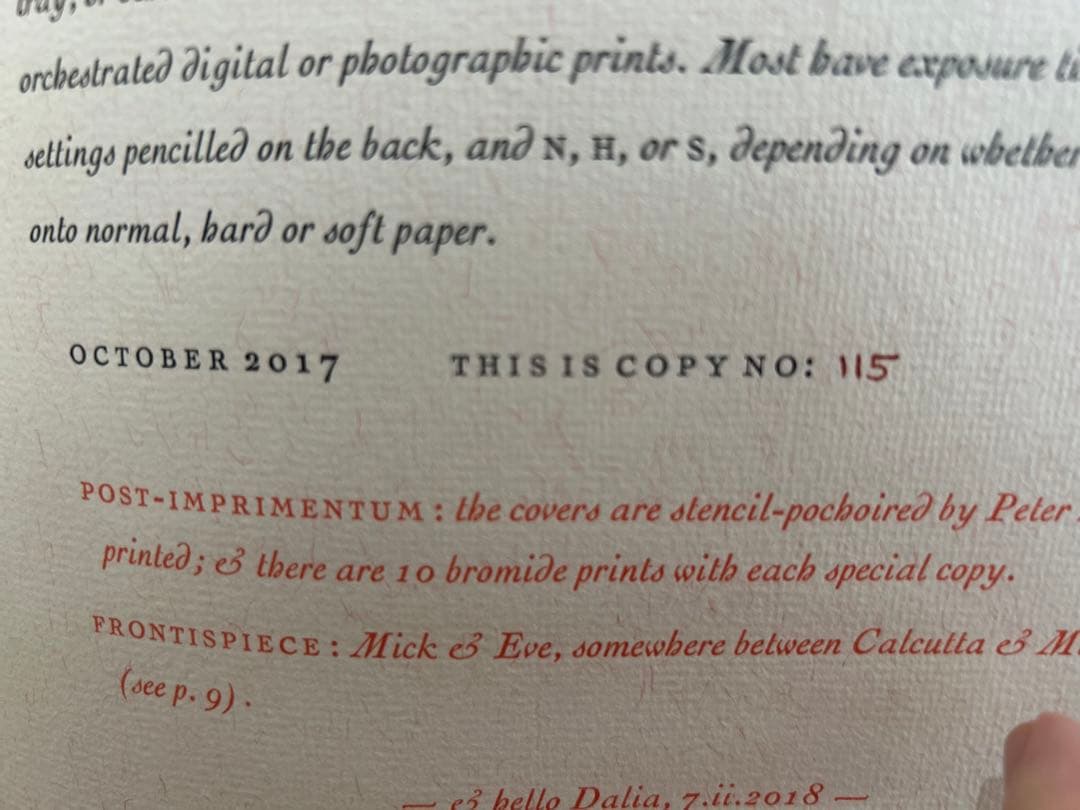 orchestrated digital or photographic prints. Most have exposure
settings pencilled on the back, and N, H, or S, depending on whether
onto normal, hard or soft paper.
OCTOBER 2017 THIS IS COPY NO: 115
POST-IMPRIMENTUM : the covers are stencil-pochoired by Peter
printed; & there are 10 bromide prints with each special copy.
FRONTISPIECE : Mick & Eve, somewhere between Calcutta & M
(see p. 9) .
— & hello Dalia, 7.ii.2018 —